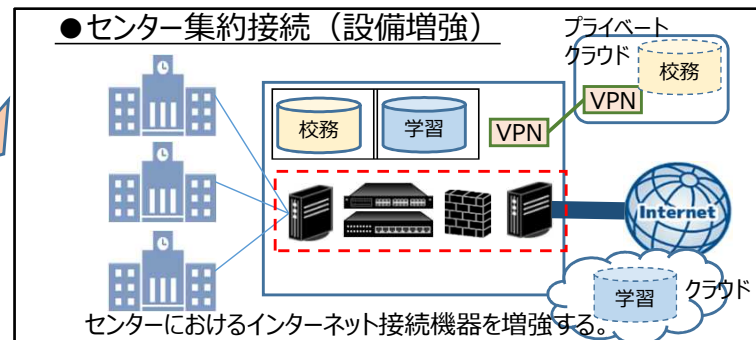 ●センター集約接続（設備増強）
プライベート
クラウド
校務
VPN
校務
学習
VPN
Internet
学習
クラウド
センターにおけるインターネット接続機器を増強する。